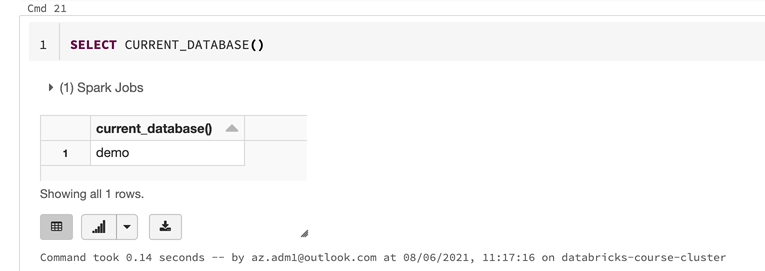 Cmd 21
1 SELECT CURRENT_DATABASE()
(1) Spark Jobs
current_database()
1 demo
Showing all 1 rows.
Command took 0.14 seconds -- by az.adm1@outlook.com at 08/06/2021, 11:17:16 on databricks-course-cluster